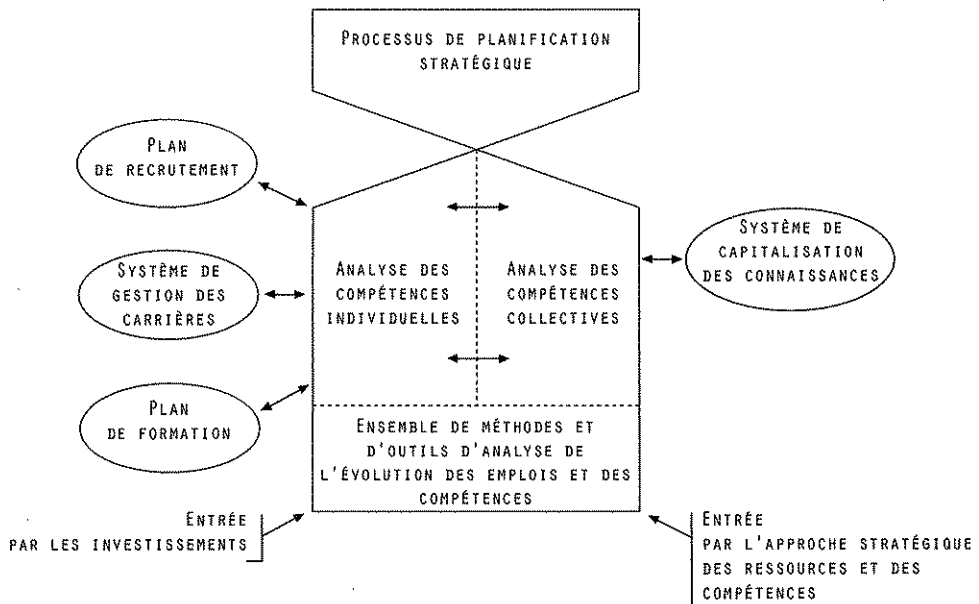 PROCESSUS DE PLANIFICATION
STRATÉGIQUE
PLAN
DE RECRUTEMENT
SYSTÈME DE
GESTION DES
CARRIÈRES
PLAN
DE FORMATION
ANALYSE DES
COMPÉTENCES
INDIVIDUELLES
ANALYSE DES
COMPÉTENCES
COLLECTIVES
SYSTÈME DE
CAPITALISATION
DES CONNAISSANCES
ENSEMBLE DE MÉTHODES ET
D'OUTILS D'ANALYSE DE
L'ÉVOLUTION DES EMPLOIS ET DES
COMPÉTENCES
ENTRÉE
PAR LES INVESTISSEMENTS
ENTRÉE
PAR L'APPROCHE STRATÉGIQUE
DES RESSOURCES ET DES
COMPÉTENCES